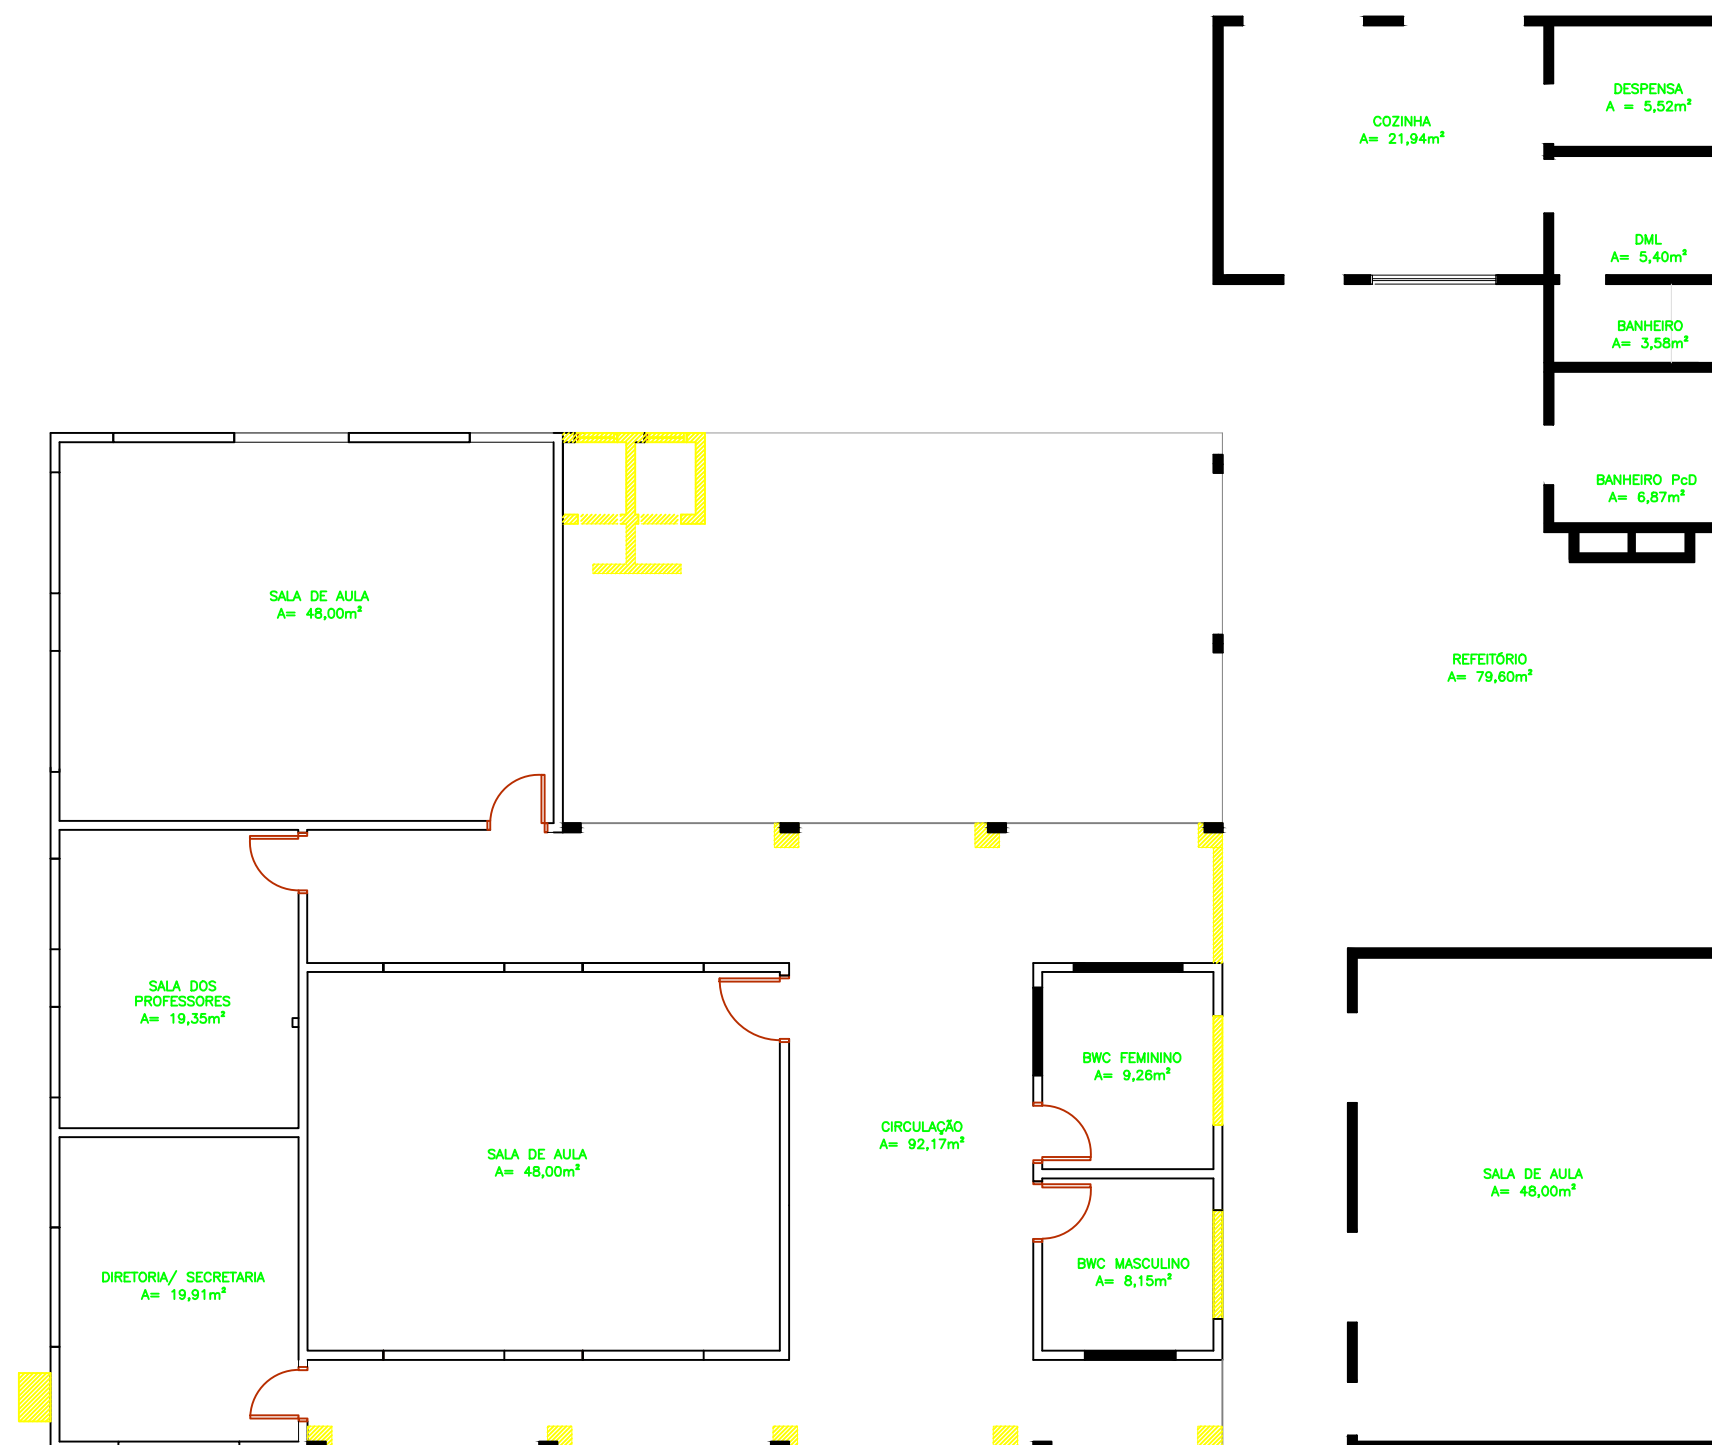 DESPENSA
A = 5,52m²
COZINHA
A= 21,94m²
DML
A= 5,40m²
BANHEIRO
A= 3,58m²
BANHEIRO PcD
A= 6,87m²
SALA DE AULA
A= 48,00m²
REFEITÓRIO
A= 79,60m²
SALA DOS
PROFESSORES
A= 19,35m²
BWC FEMININO
A= 9,26m²
CIRCULAÇÃO
A= 92,17m²
SALA DE AULA
A= 48,00m²
SALA DE AULA
A= 48,00m²
DIRETORIA/ SECRETARIA
A= 19,91m²
BWC MASCULINO
A= 8,15m²